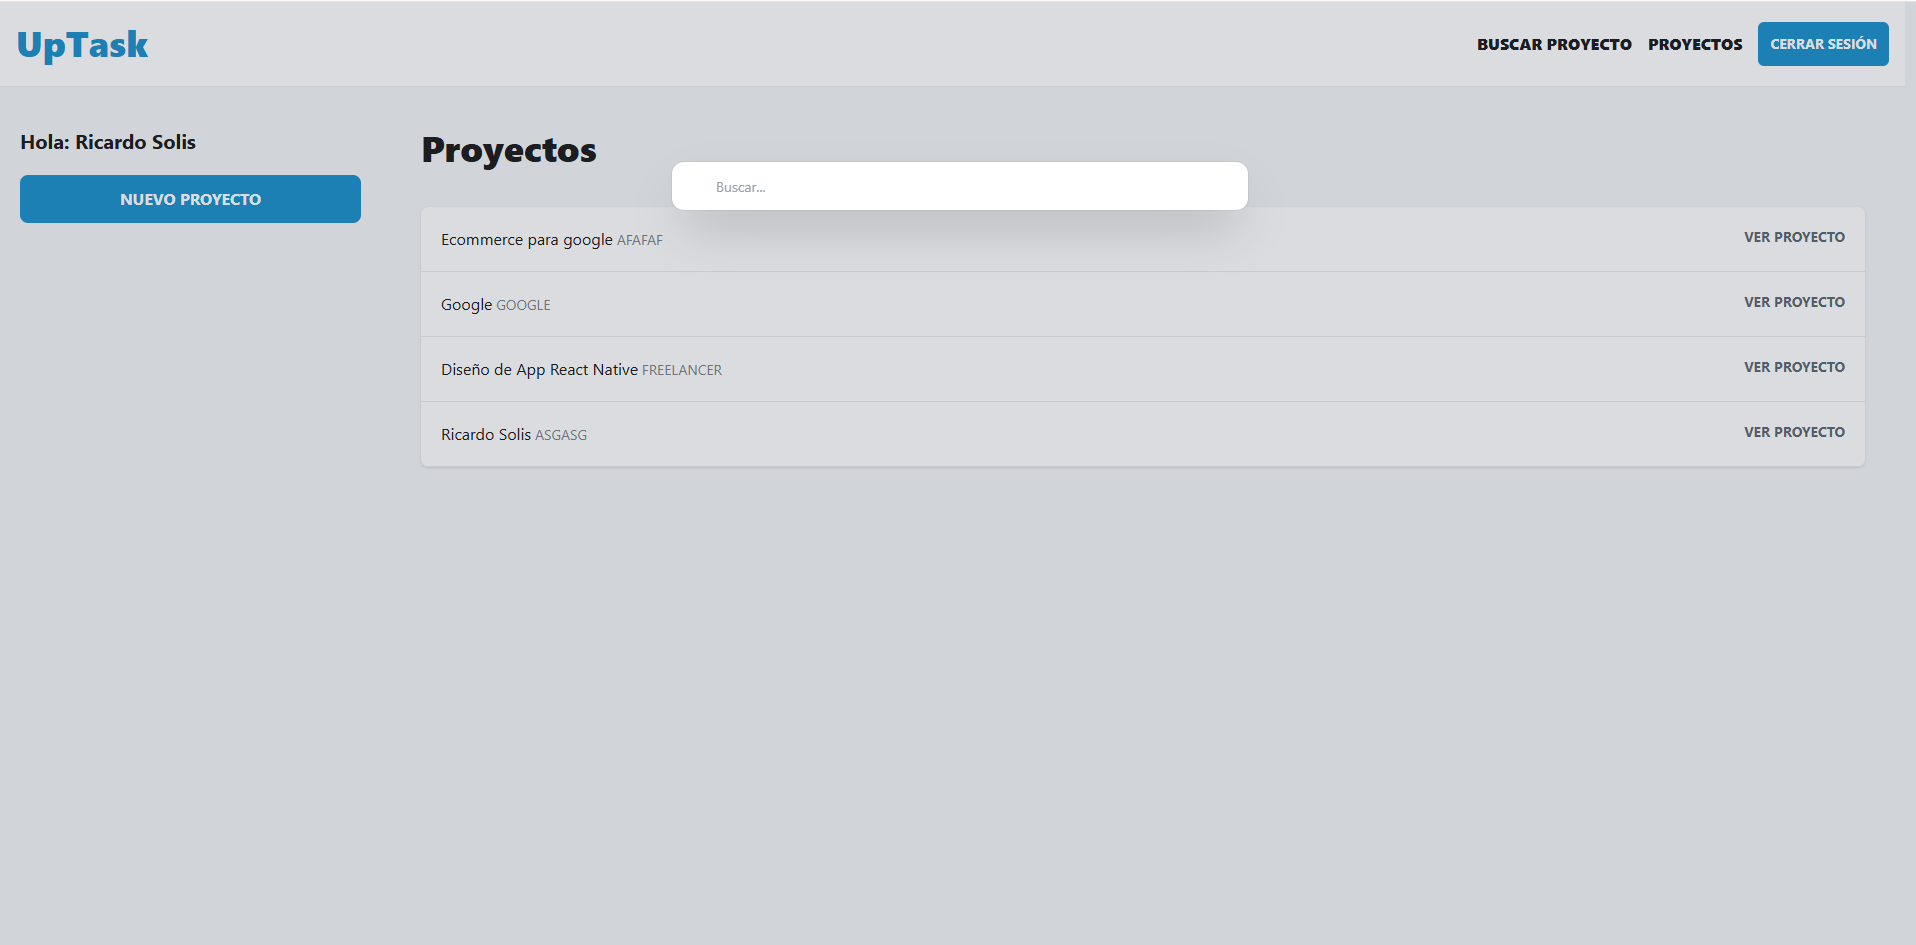 UpTask
BUSCAR PROYECTO PROYECTOS CERRAR SESIÓN
Hola: Ricardo Solis
NUEVO PROYECTO
Proyectos
Buscar...
Ecommerce para google AFAFAF VER PROYECTO
Google GOOGLE VER PROYECTO
Diseño de App React Native FREELANCER VER PROYECTO
Ricardo Solis ASGASG VER PROYECTO